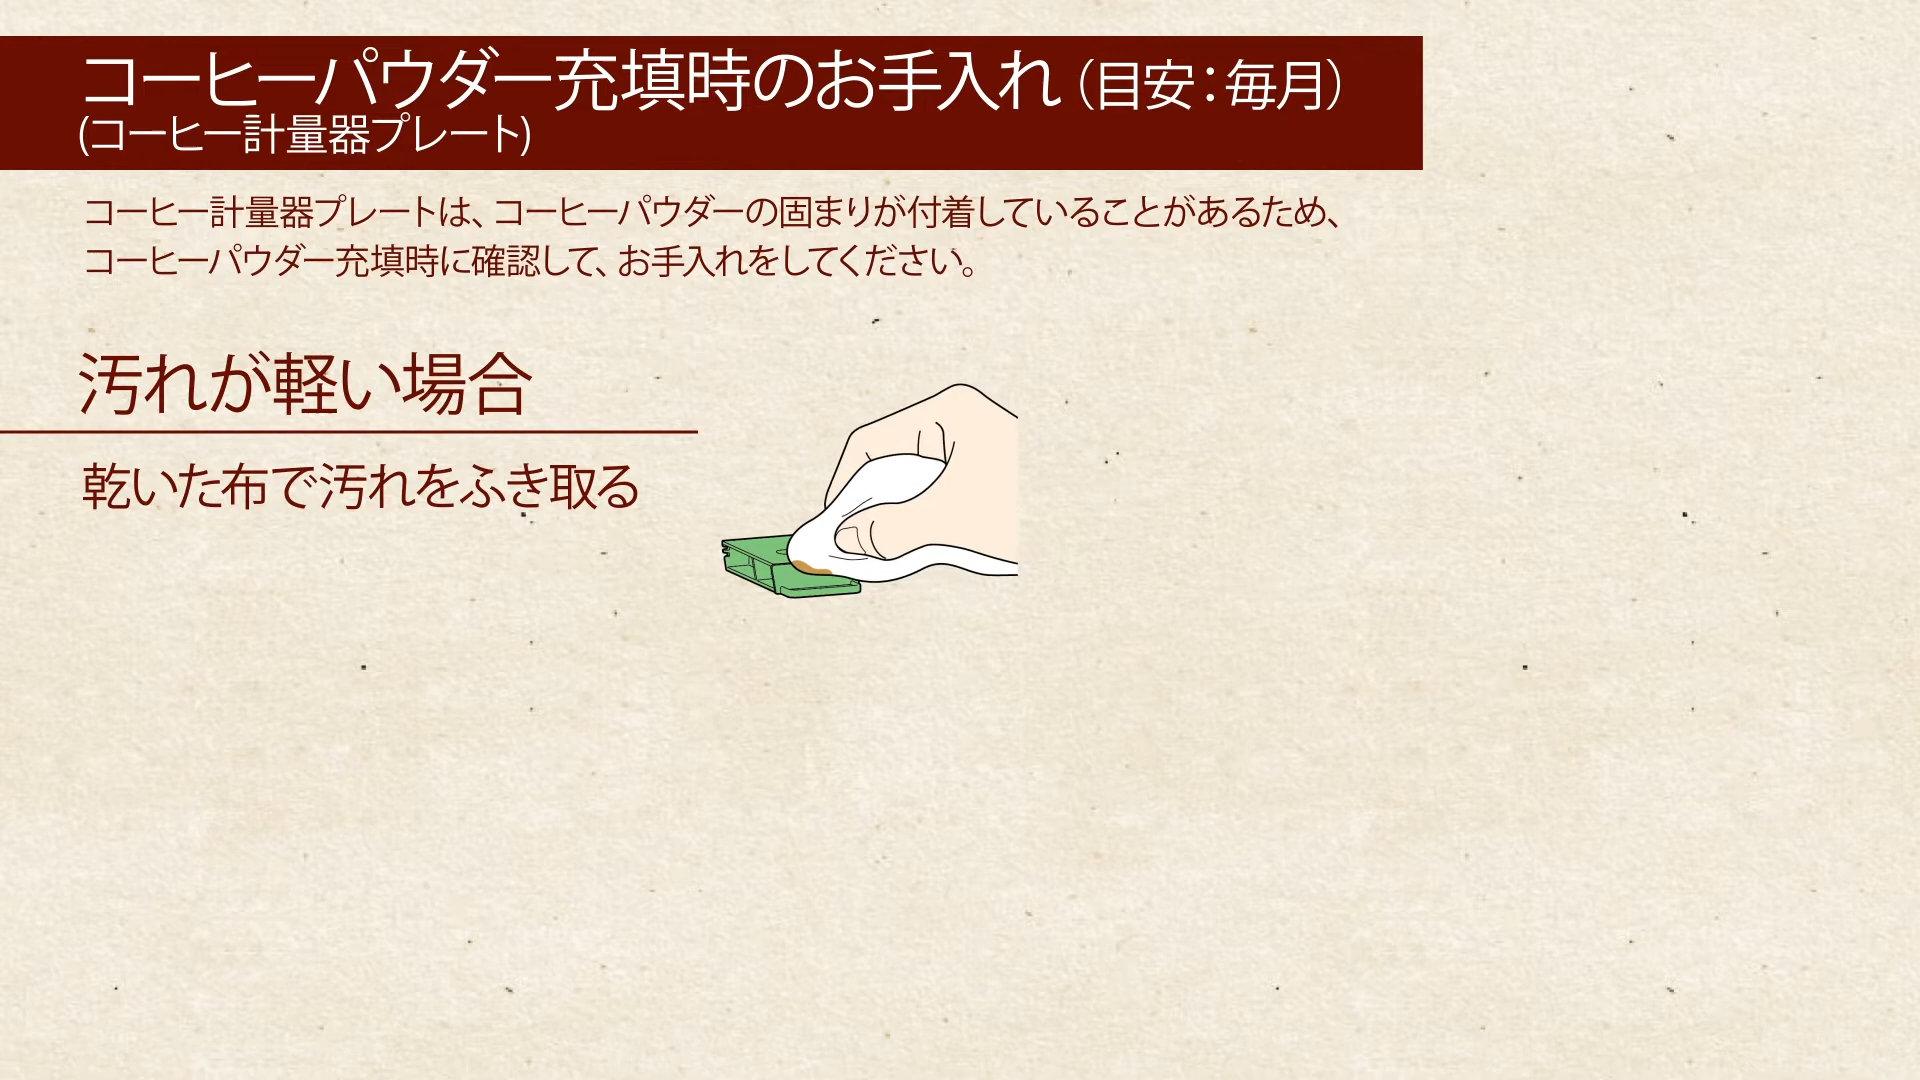 コーヒーパウダー充填時のお手入れ（目安：毎月）
(コーヒー計量器プレート)
コーヒー計量器プレートは、コーヒーパウダーの固まりが付着していることがあるため、
コーヒーパウダー充填時に確認して、お手入れをしてください。
汚れが軽い場合
乾いた布で汚れをふき取る